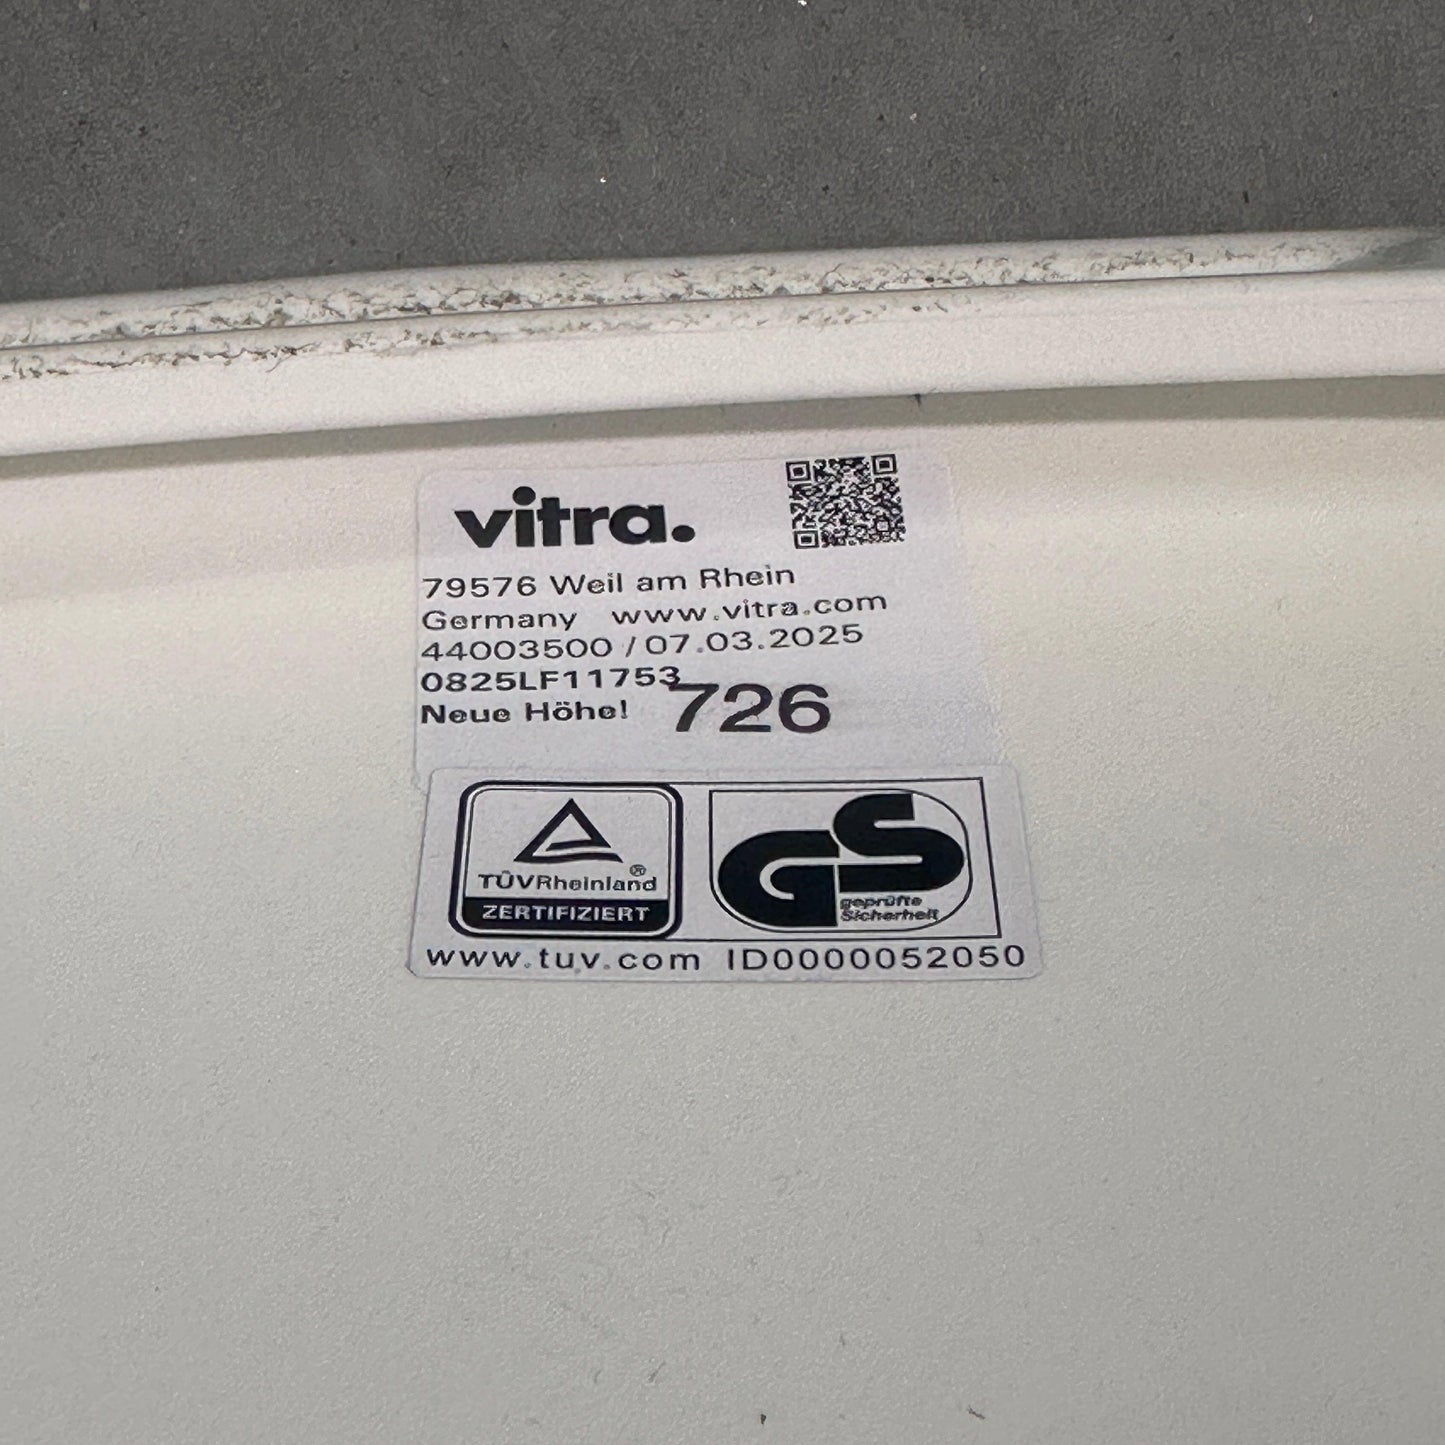 vitra.
79576 Weil am Rhein
Germany www.vitra.com
44003500 / 07.03.2025
0825LF11753
Neue Höhe! 726
TÜVRheinland®
ZERTIFIZIERT
GS
geprüfte
Sicherheit
www.tuv.com ID0000052050